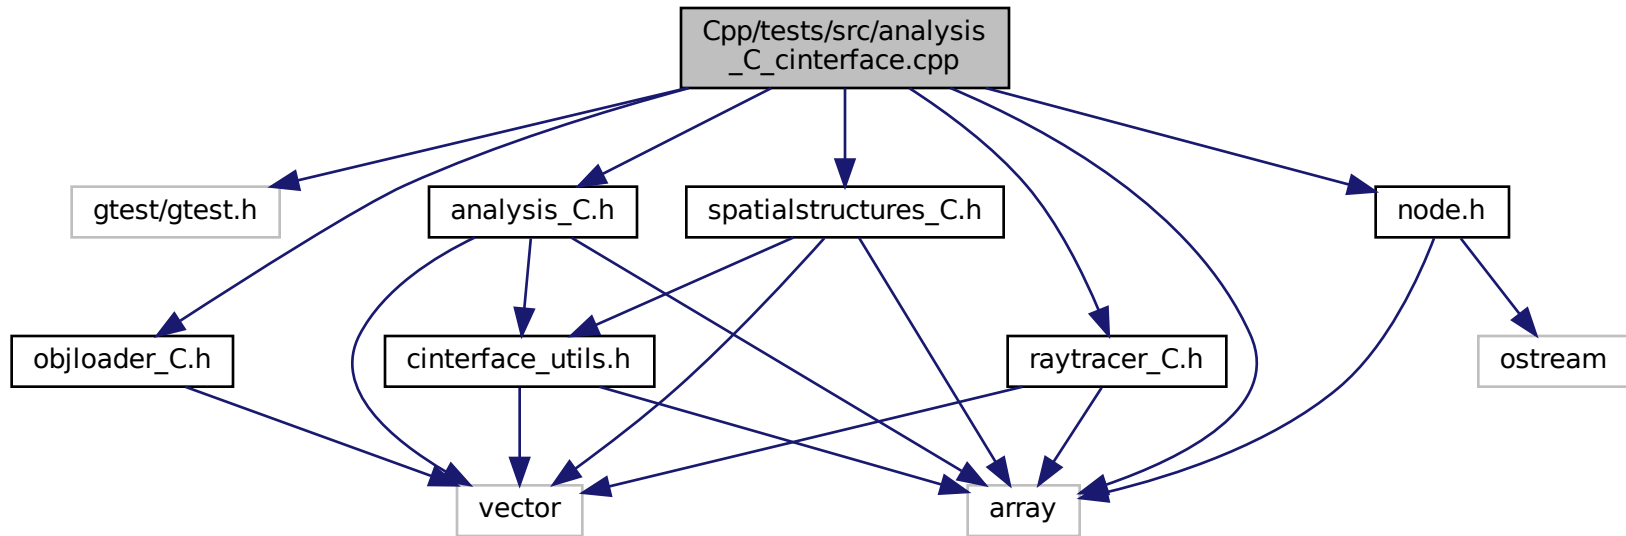 Cpp/tests/src/analysis
_C_cinterface.cpp
gtest/gtest.h
analysis_C.h
spatialstructures_C.h
node.h
objloader_C.h
cinterface_utils.h
raytracer_C.h
ostream
vector
array